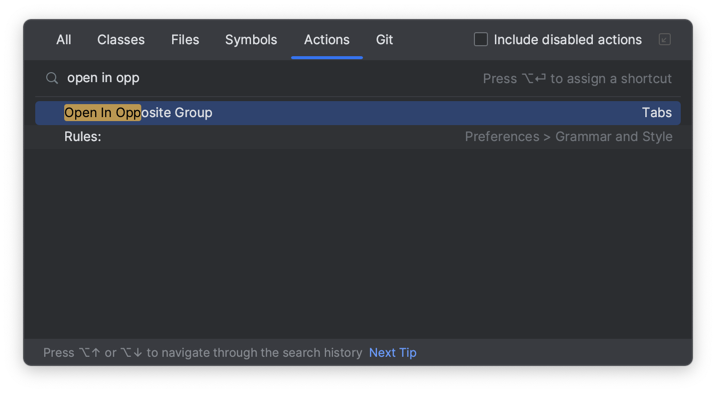 All Classes Files Symbols Actions Git Include disabled actions
open in opp Press ⌥⏎ to assign a shortcut
Open In Opposite Group Tabs
Rules: Preferences > Grammar and Style
Press ⌥↑ or ⌥↓ to navigate through the search history Next Tip